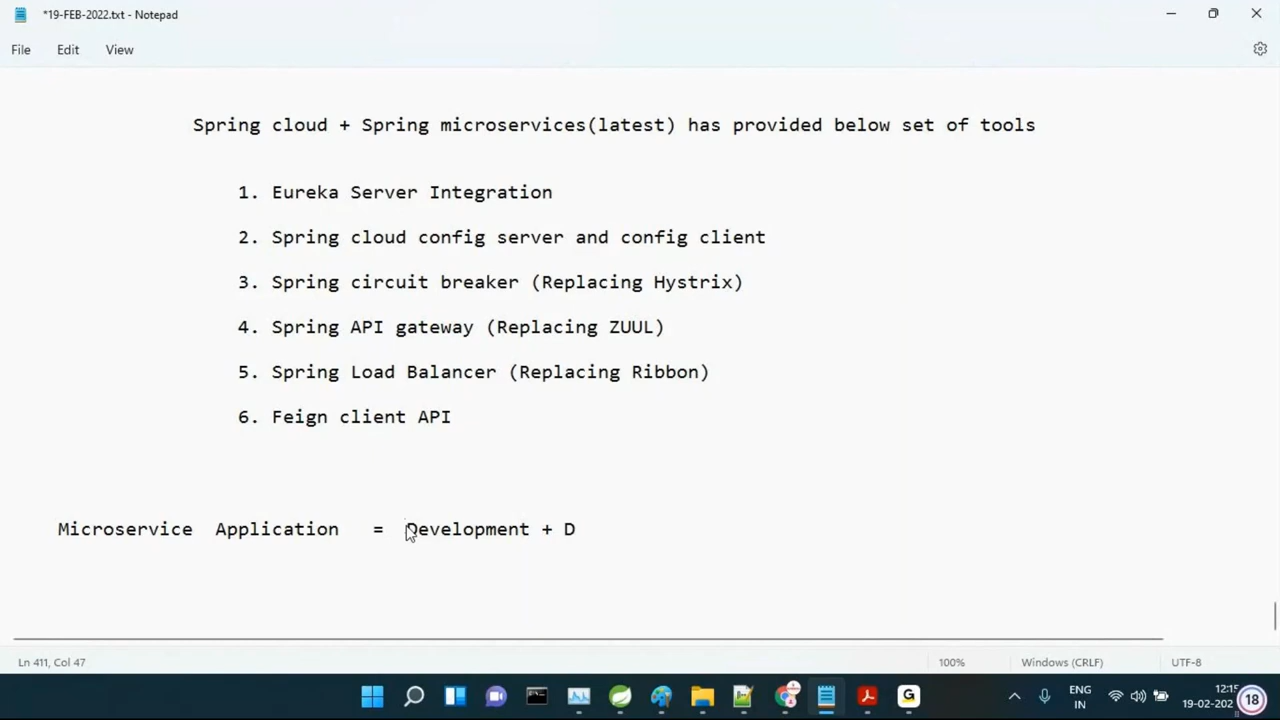 *19-FEB-2022.txt - Notepad
File Edit View
Spring cloud + Spring microservices(latest) has provided below set of tools
1. Eureka Server Integration
2. Spring cloud config server and config client
3. Spring circuit breaker (Replacing Hystrix)
4. Spring API gateway (Replacing ZUUL)
5. Spring Load Balancer (Replacing Ribbon)
6. Feign client API
Microservice Application = Development + D
Ln 411, Col 47 100% Windows (CRLF) UTF-8
G
ENG 12:15
IN 19-02-202 18